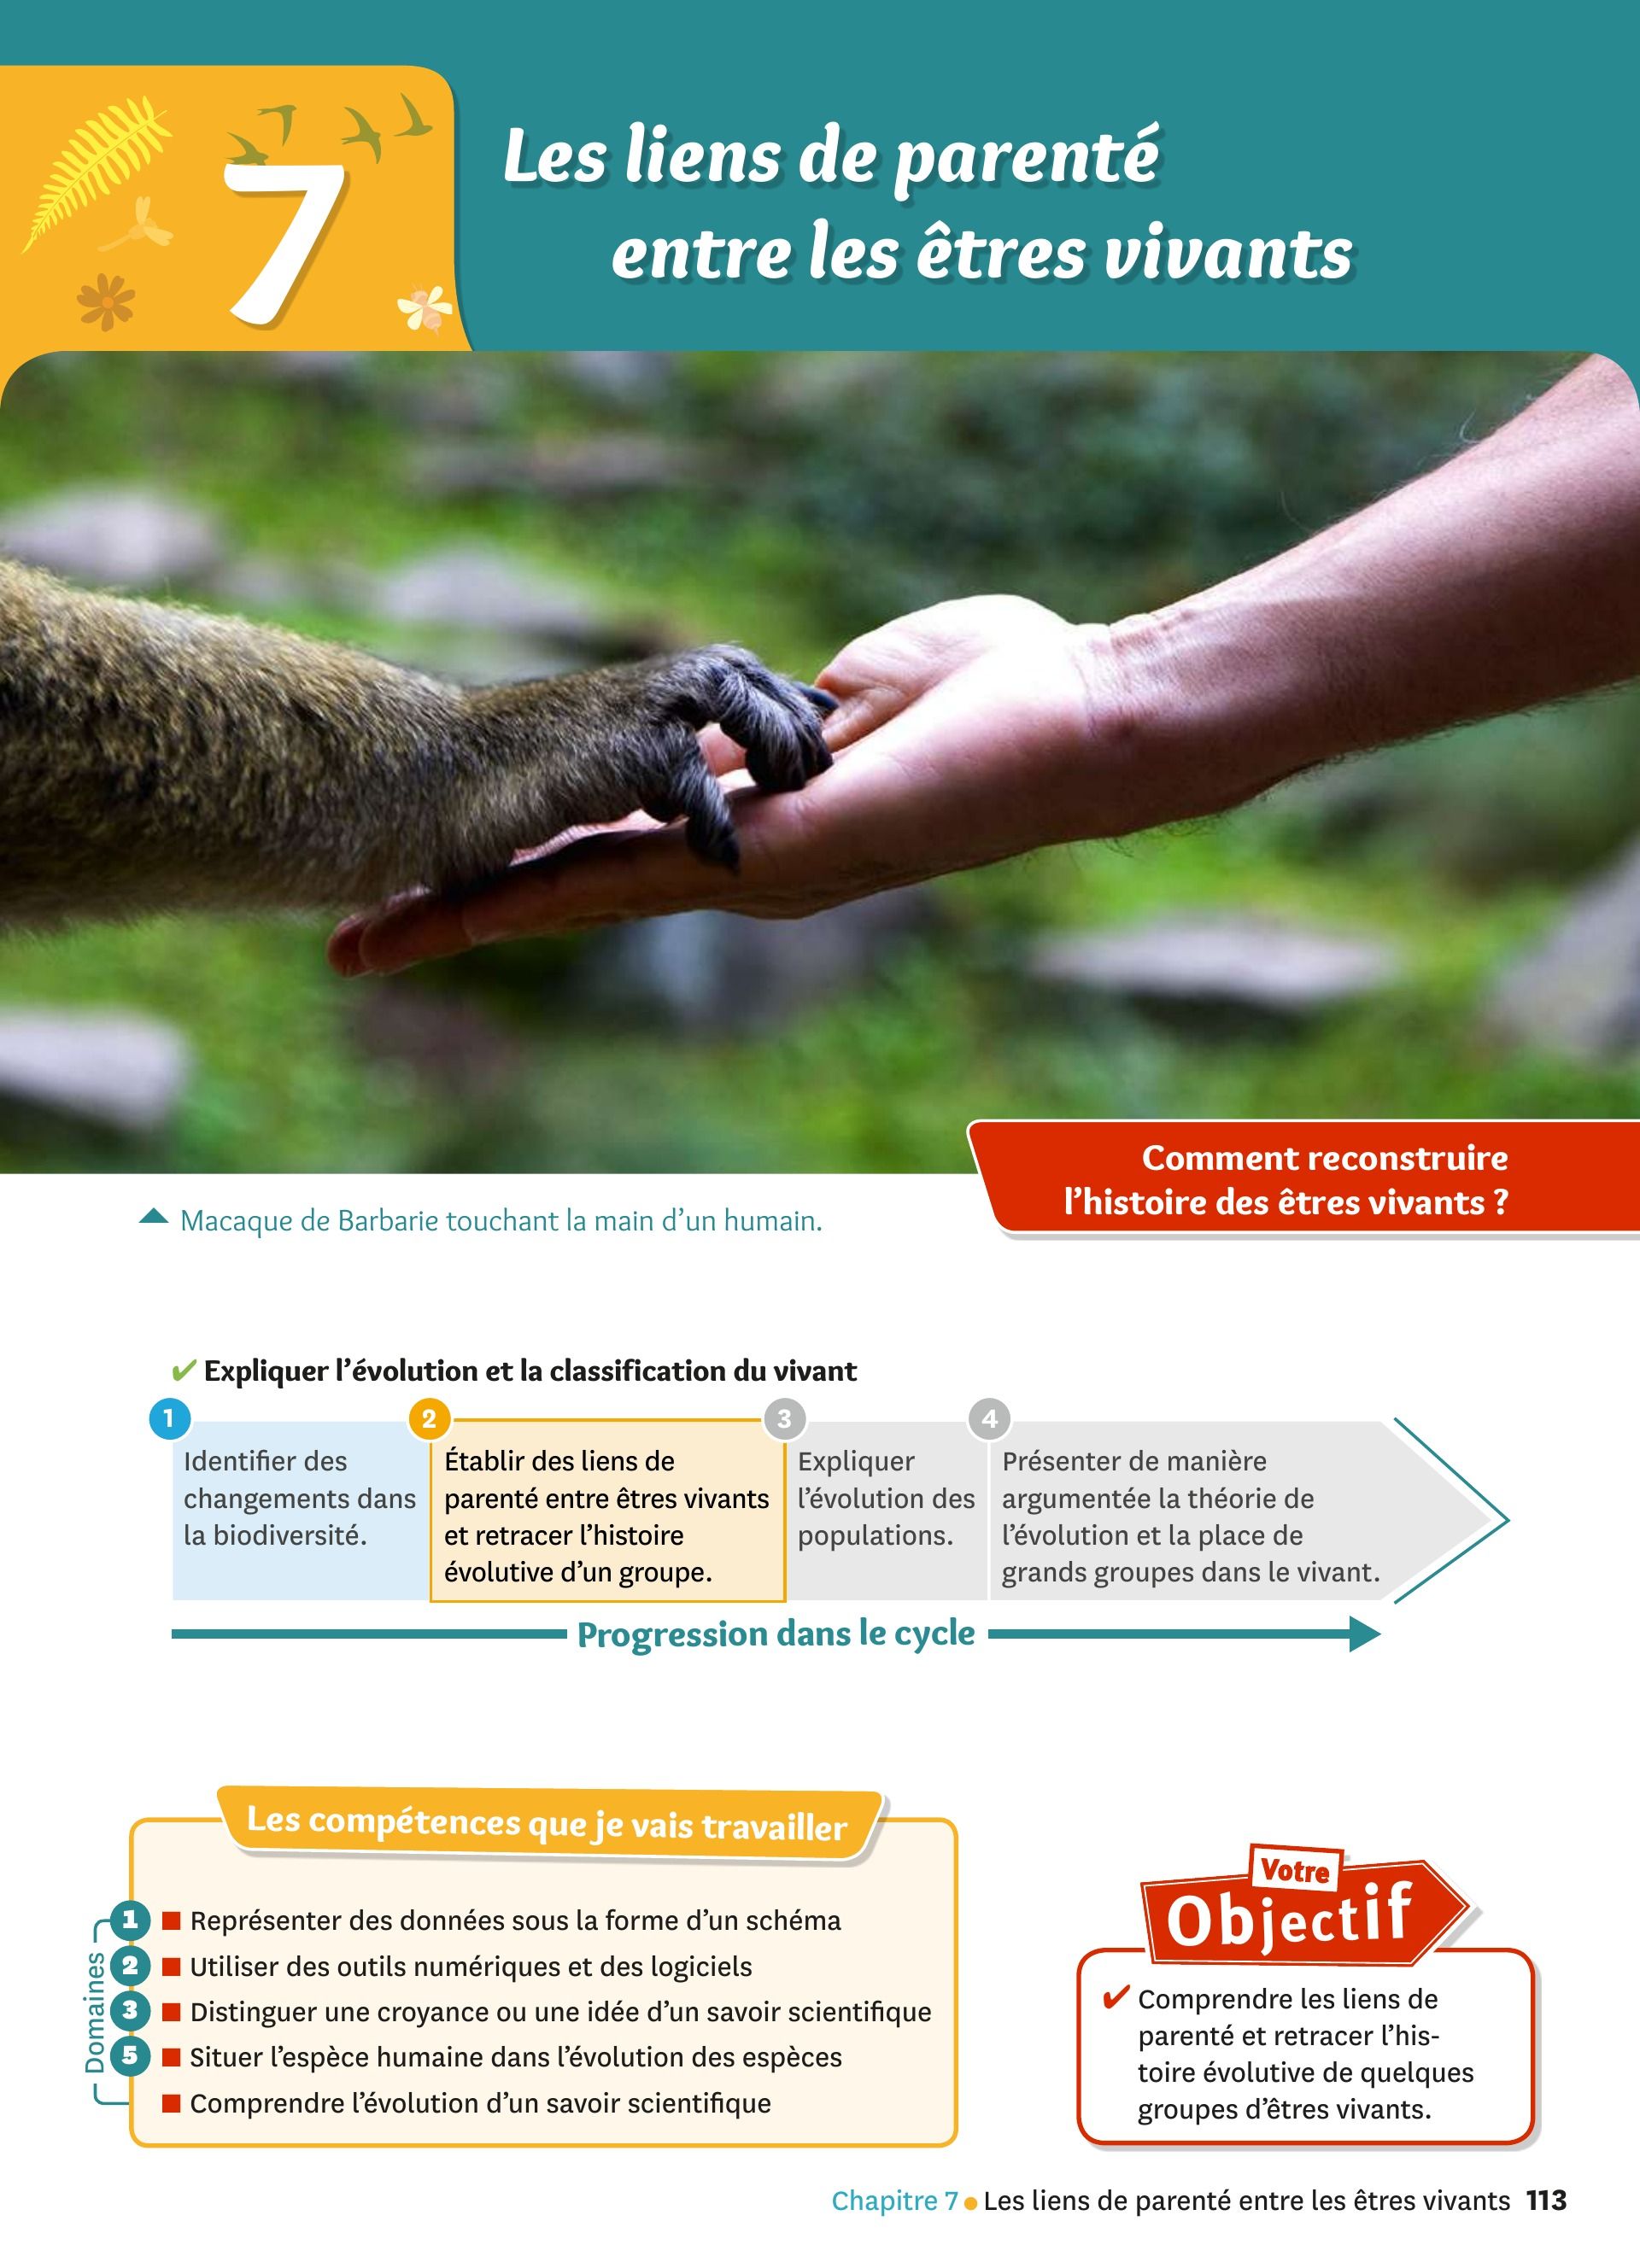 7
Les liens de parenté
entre les êtres vivants
Comment reconstruire
l'histoire des êtres vivants ?
Macaque de Barbarie touchant la main d'un humain.
✔ Expliquer l'évolution et la classification du vivant
1
Identifier des
changements dans
la biodiversité.
2
Établir des liens de
parenté entre êtres vivants
et retracer l'histoire
évolutive d'un groupe.
3
Expliquer
l'évolution des
populations.
4
Présenter de manière
argumentée la théorie de
l'évolution et la place de
grands groupes dans le vivant.
Progression dans le cycle
Les compétences que je vais travailler
Domaines
1 Représenter des données sous la forme d'un schéma
2 Utiliser des outils numériques et des logiciels
3 Distinguer une croyance ou une idée d'un savoir scientifique
5 Situer l'espèce humaine dans l'évolution des espèces
Comprendre l'évolution d'un savoir scientifique
Votre
Objectif
✔ Comprendre les liens de
parenté et retracer l'his-
toire évolutive de quelques
groupes d'êtres vivants.
Chapitre 7 • Les liens de parenté entre les êtres vivants 113